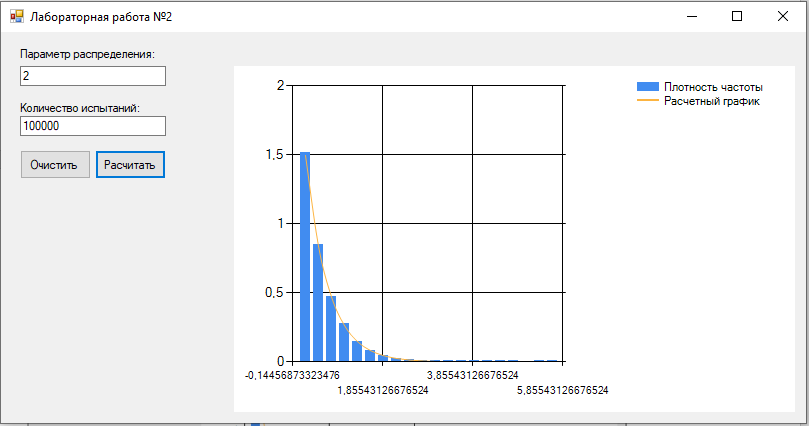 Лабораторная работа №2
Параметр распределения:
2
Количество испытаний:
100000
Очистить
Расчитать
Плотность частоты
Расчетный график
2
1,5
1
0,5
0
-0,14456873323476
3,85543126676524
1,85543126676524
5,85543126676524